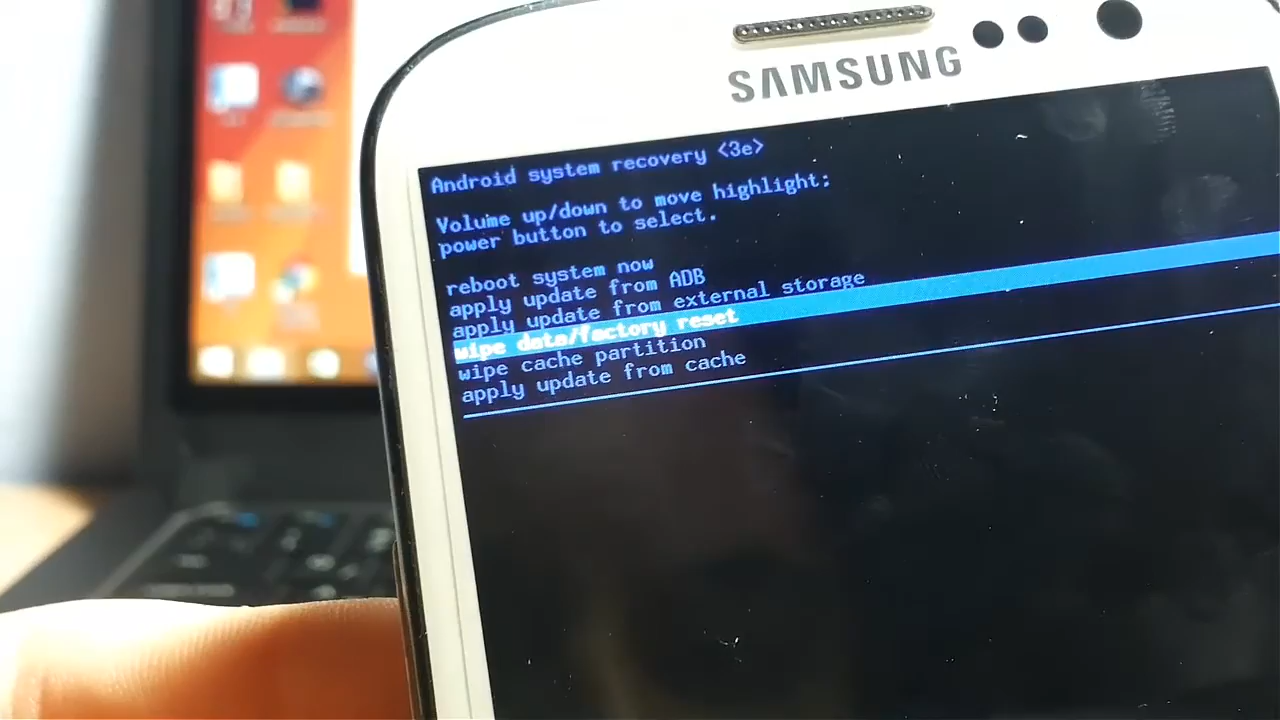 SAMSUNG
Android system recovery <3e>
Volume up/down to move highlight;
power button to select.
reboot system now
apply update from ADB
apply update from external storage
wipe data/factory reset
wipe cache partition
apply update from cache